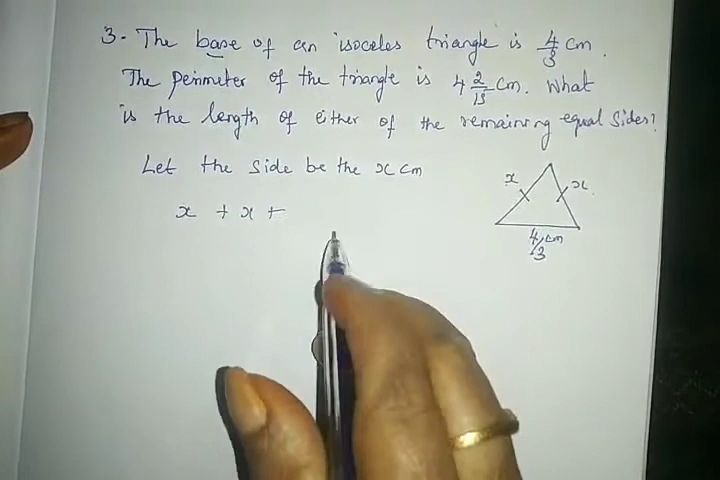 3. The base of an isoceles triangle is 4/3 cm.
The perimeter of the triangle is 4 2/15 cm. What
is the length of either of the remaining equal sides?
Let the side be the x cm
x + x +
x x
4/3 cm